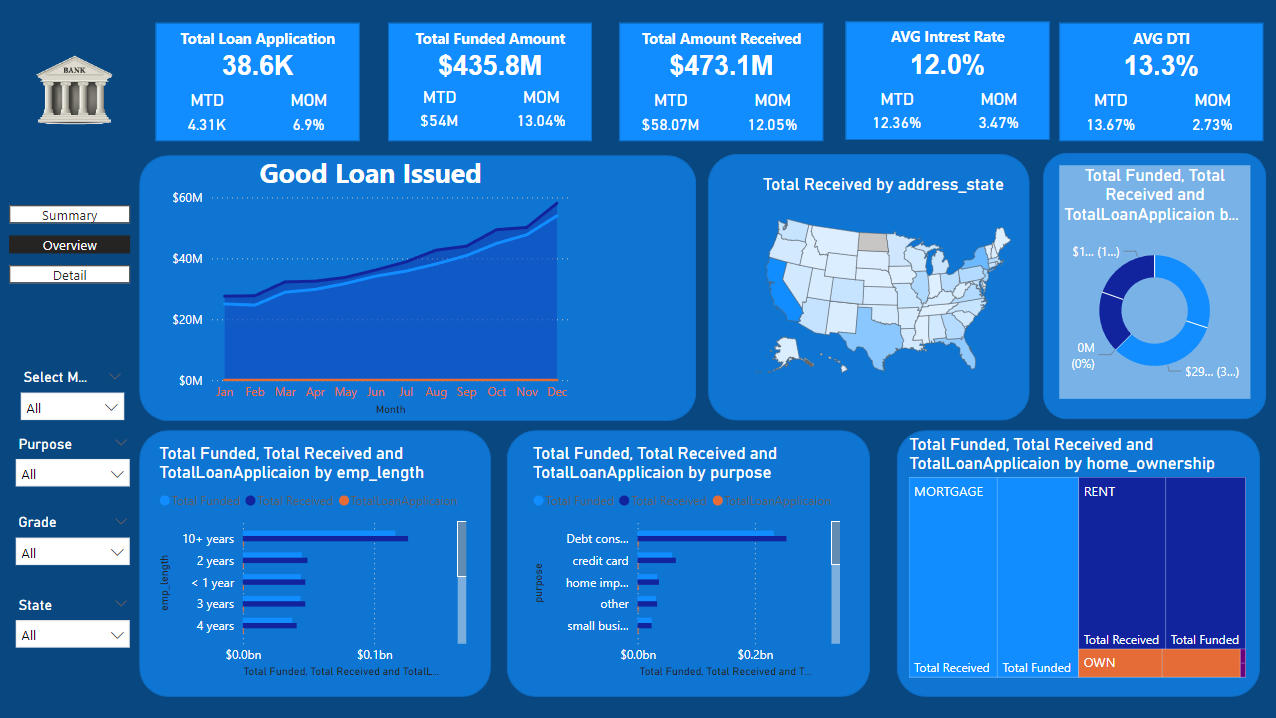 BANK
Total Loan Application
38.6K
MTD MOM
4.31K 6.9%
Total Funded Amount
$435.8M
MTD MOM
$54M 13.04%
Total Amount Received
$473.1M
MTD MOM
$58.07M 12.05%
AVG Intrest Rate
12.0%
MTD MOM
12.36% 3.47%
AVG DTI
13.3%
MTD MOM
13.67% 2.73%
Summary
Overview
Detail
Select M...
All
Purpose
All
Grade
All
State
All
Good Loan Issued
$60M
$40M
$20M
$0M
Jan Feb Mar Apr May Jun Jul Aug Sep Oct Nov Dec
Month
Total Received by address_state
Total Funded, Total
Received and
TotalLoanApplicaion b...
$1... (1...)
0M
(0%)
$29... (3...)
Total Funded, Total Received and
TotalLoanApplicaion by emp_length
Total Funded Total Received TotalLoanApplicaion
emp_length
10+ years
2 years
< 1 year
3 years
4 years
$0.0bn $0.1bn
Total Funded, Total Received and TotalL...
Total Funded, Total Received and
TotalLoanApplicaion by purpose
Total Funded Total Received TotalLoanApplicaion
purpose
Debt cons...
credit card
home imp...
other
small busi...
$0.0bn $0.2bn
Total Funded, Total Received and T...
Total Funded, Total Received and
TotalLoanApplicaion by home_ownership
MORTGAGE
Total Received Total Funded
RENT
Total Received Total Funded
OWN